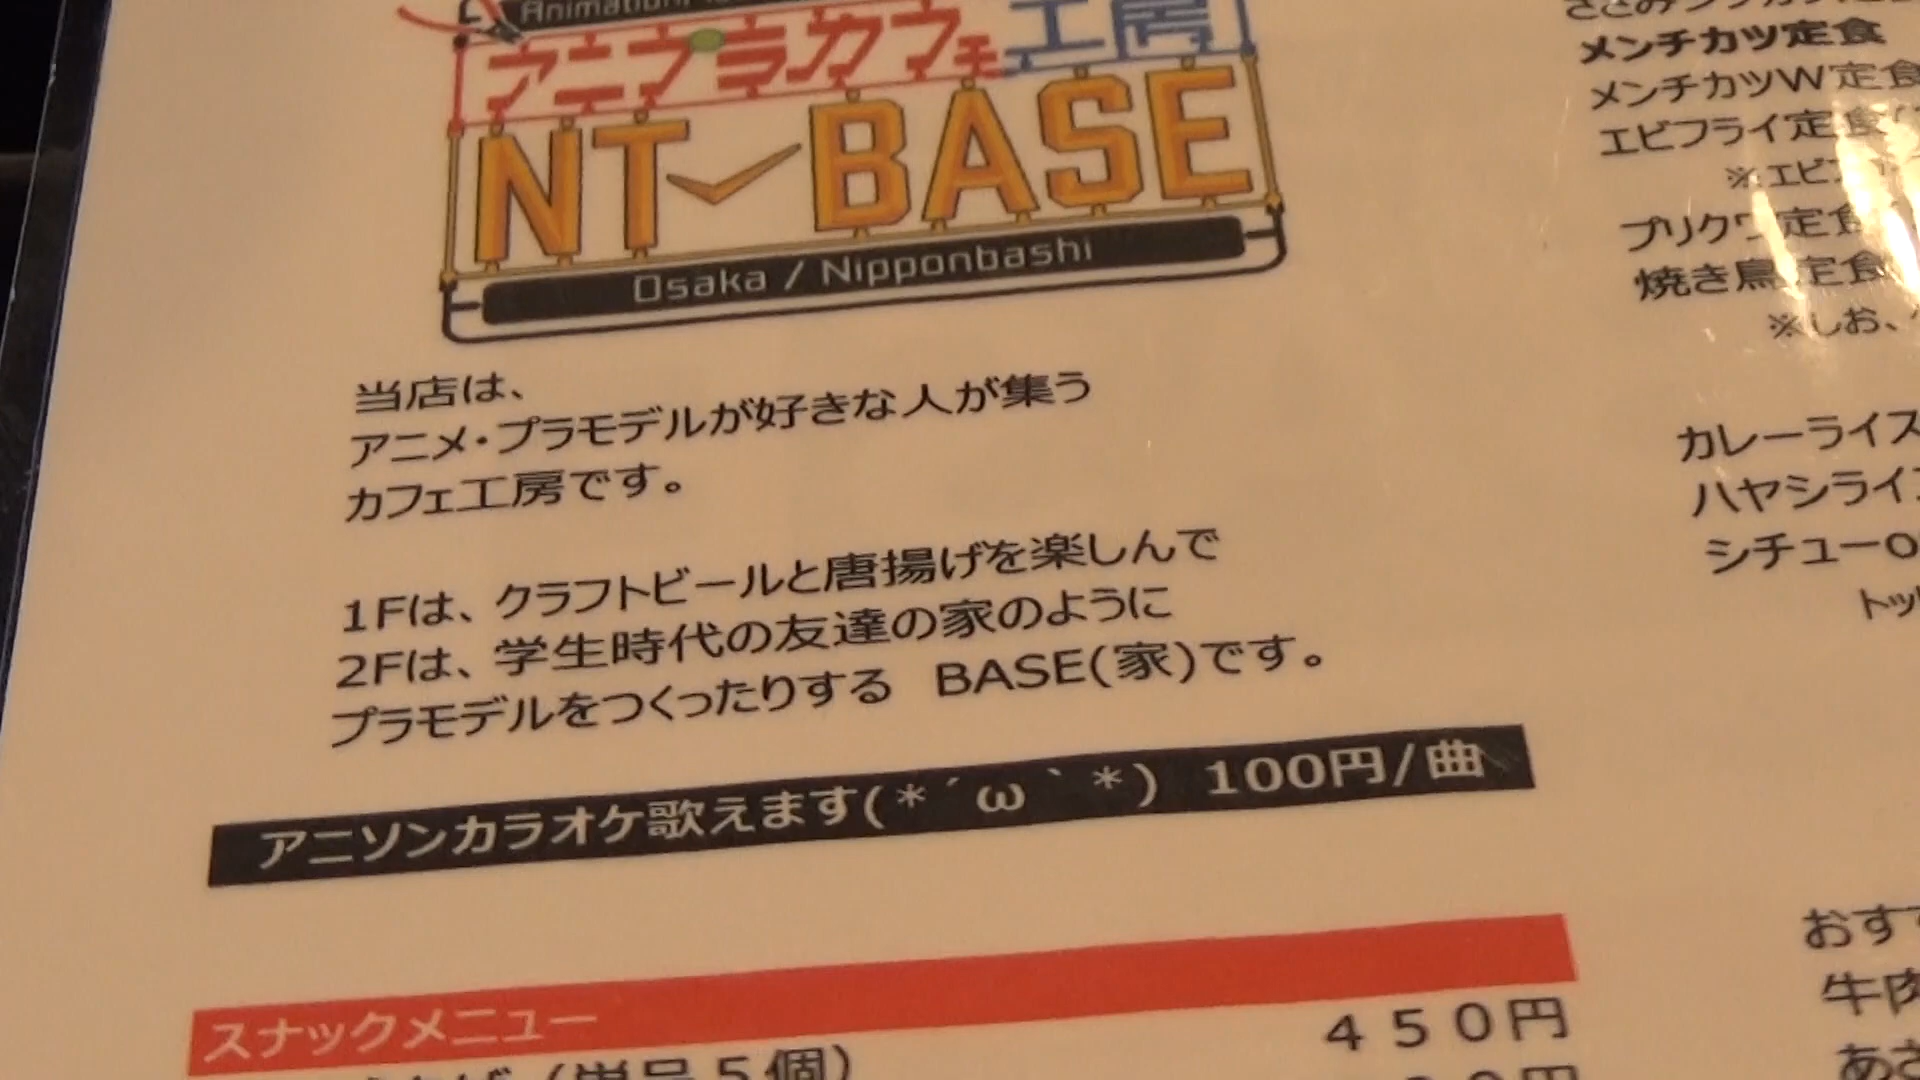 アニプラカフェ工房
NT BASE
Osaka / Nipponbashi
当店は、
アニメ・プラモデルが好きな人が集う
カフェ工房です。
1Fは、クラフトビールと唐揚げを楽しんで
2Fは、学生時代の友達の家のように
プラモデルをつくったりする　BASE(家)です。
アニソンカラオケ歌えます(*´ω`*) 100円/曲
スナックメニュー
450円
(単品5個)
メンチカツ定食
メンチカツW定食
エビフライ定食
※エビ
プリクワ定食
焼き鳥定食
※しお、
カレーライス
ハヤシライ
シチュー
おす
牛肉